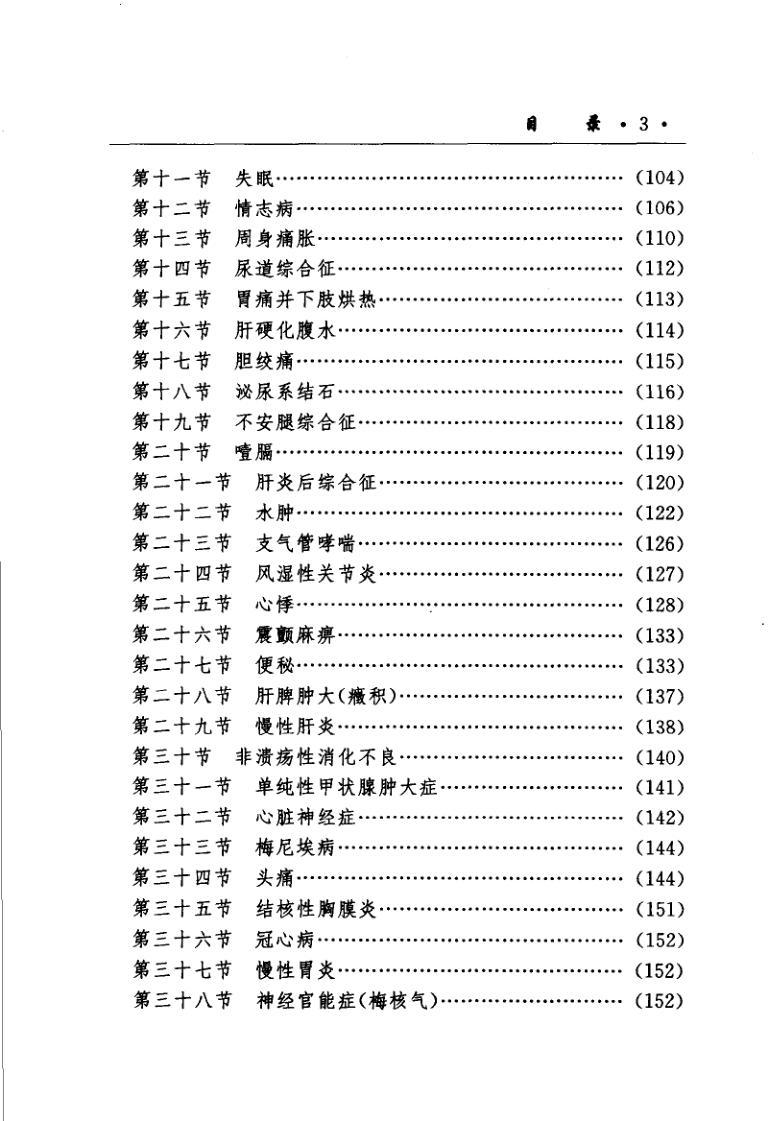 目 录 · 3 ·
第十一节 失眠……………………………………………… (104)
第十二节 情志病…………………………………………… (106)
第十三节 周身痛胀………………………………………… (110)
第十四节 尿道综合征……………………………………… (112)
第十五节 胃痛并下肢烘热………………………………… (113)
第十六节 肝硬化腹水……………………………………… (114)
第十七节 胆绞痛…………………………………………… (115)
第十八节 泌尿系结石……………………………………… (116)
第十九节 不安腿综合征…………………………………… (118)
第二十节 噎膈……………………………………………… (119)
第二十一节 肝炎后综合征………………………………… (120)
第二十二节 水肿…………………………………………… (122)
第二十三节 支气管哮喘…………………………………… (126)
第二十四节 风湿性关节炎………………………………… (127)
第二十五节 心悸…………………………………………… (128)
第二十六节 震颤麻痹……………………………………… (133)
第二十七节 便秘…………………………………………… (133)
第二十八节 肝脾肿大(癥积)……………………………… (137)
第二十九节 慢性肝炎……………………………………… (138)
第三十节 非溃疡性消化不良……………………………… (140)
第三十一节 单纯性甲状腺肿大症………………………… (141)
第三十二节 心脏神经症…………………………………… (142)
第三十三节 梅尼埃病……………………………………… (144)
第三十四节 头痛…………………………………………… (144)
第三十五节 结核性胸膜炎………………………………… (151)
第三十六节 冠心病………………………………………… (152)
第三十七节 慢性胃炎……………………………………… (152)
第三十八节 神经官能症(梅核气)………………………… (152)